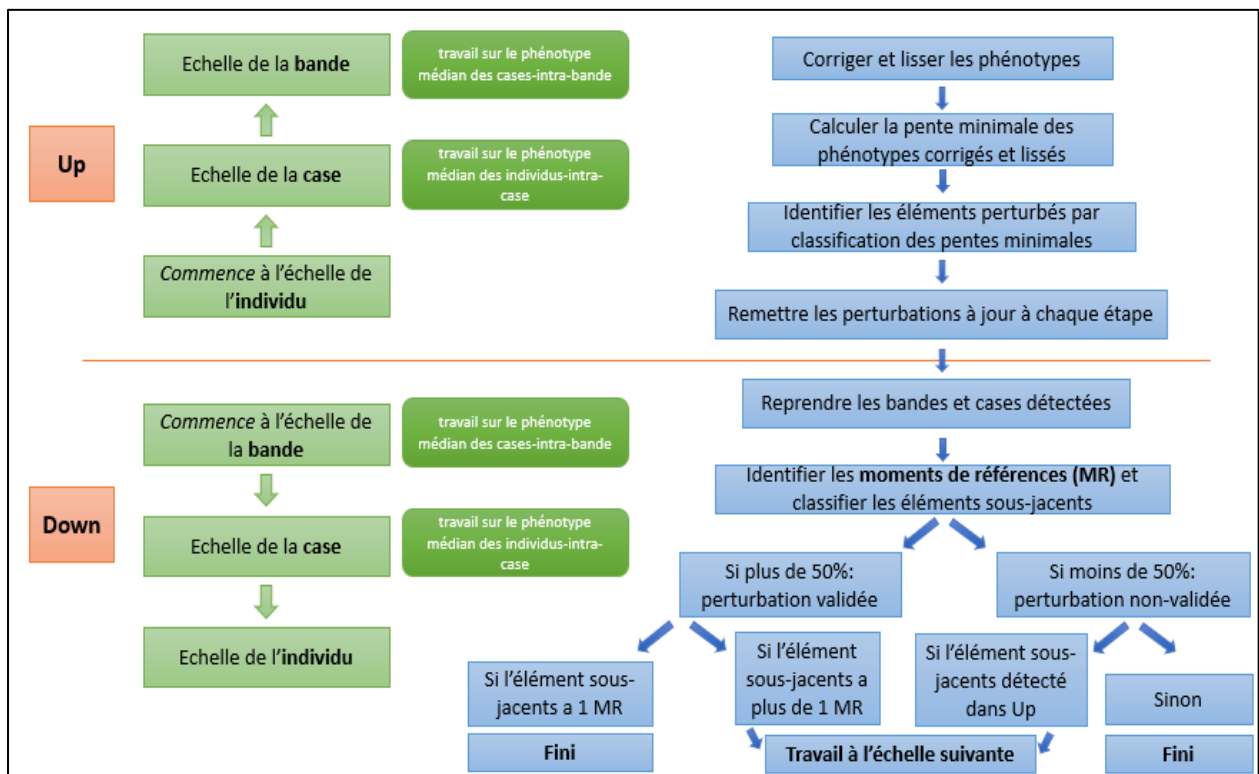 Up
Echelle de la bande
travail sur le phénotype
médian des cases-intra-bande
Echelle de la case
travail sur le phénotype
médian des individus-intra-
case
Commence à l'échelle de
l'individu
Corriger et lisser les phénotypes
Calculer la pente minimale des
phénotypes corrigés et lissés
Identifier les éléments perturbés par
classification des pentes minimales
Remettre les perturbations à jour à chaque étape
Down
Commence à l'échelle de
la bande
travail sur le phénotype
médian des cases-intra-bande
Echelle de la case
travail sur le phénotype
médian des individus-intra-
case
Echelle de l'individu
Reprendre les bandes et cases détectées
Identifier les moments de références (MR) et
classifier les éléments sous-jacents
Si plus de 50%:
perturbation validée
Si moins de 50%:
perturbation non-validée
Si l'élément sous-
jacents a 1 MR
Fini
Si l'élément
sous-jacents a
plus de 1 MR
Si l'élément sous-
jacents détecté
dans Up
Travail à l'échelle suivante
Sinon
Fini